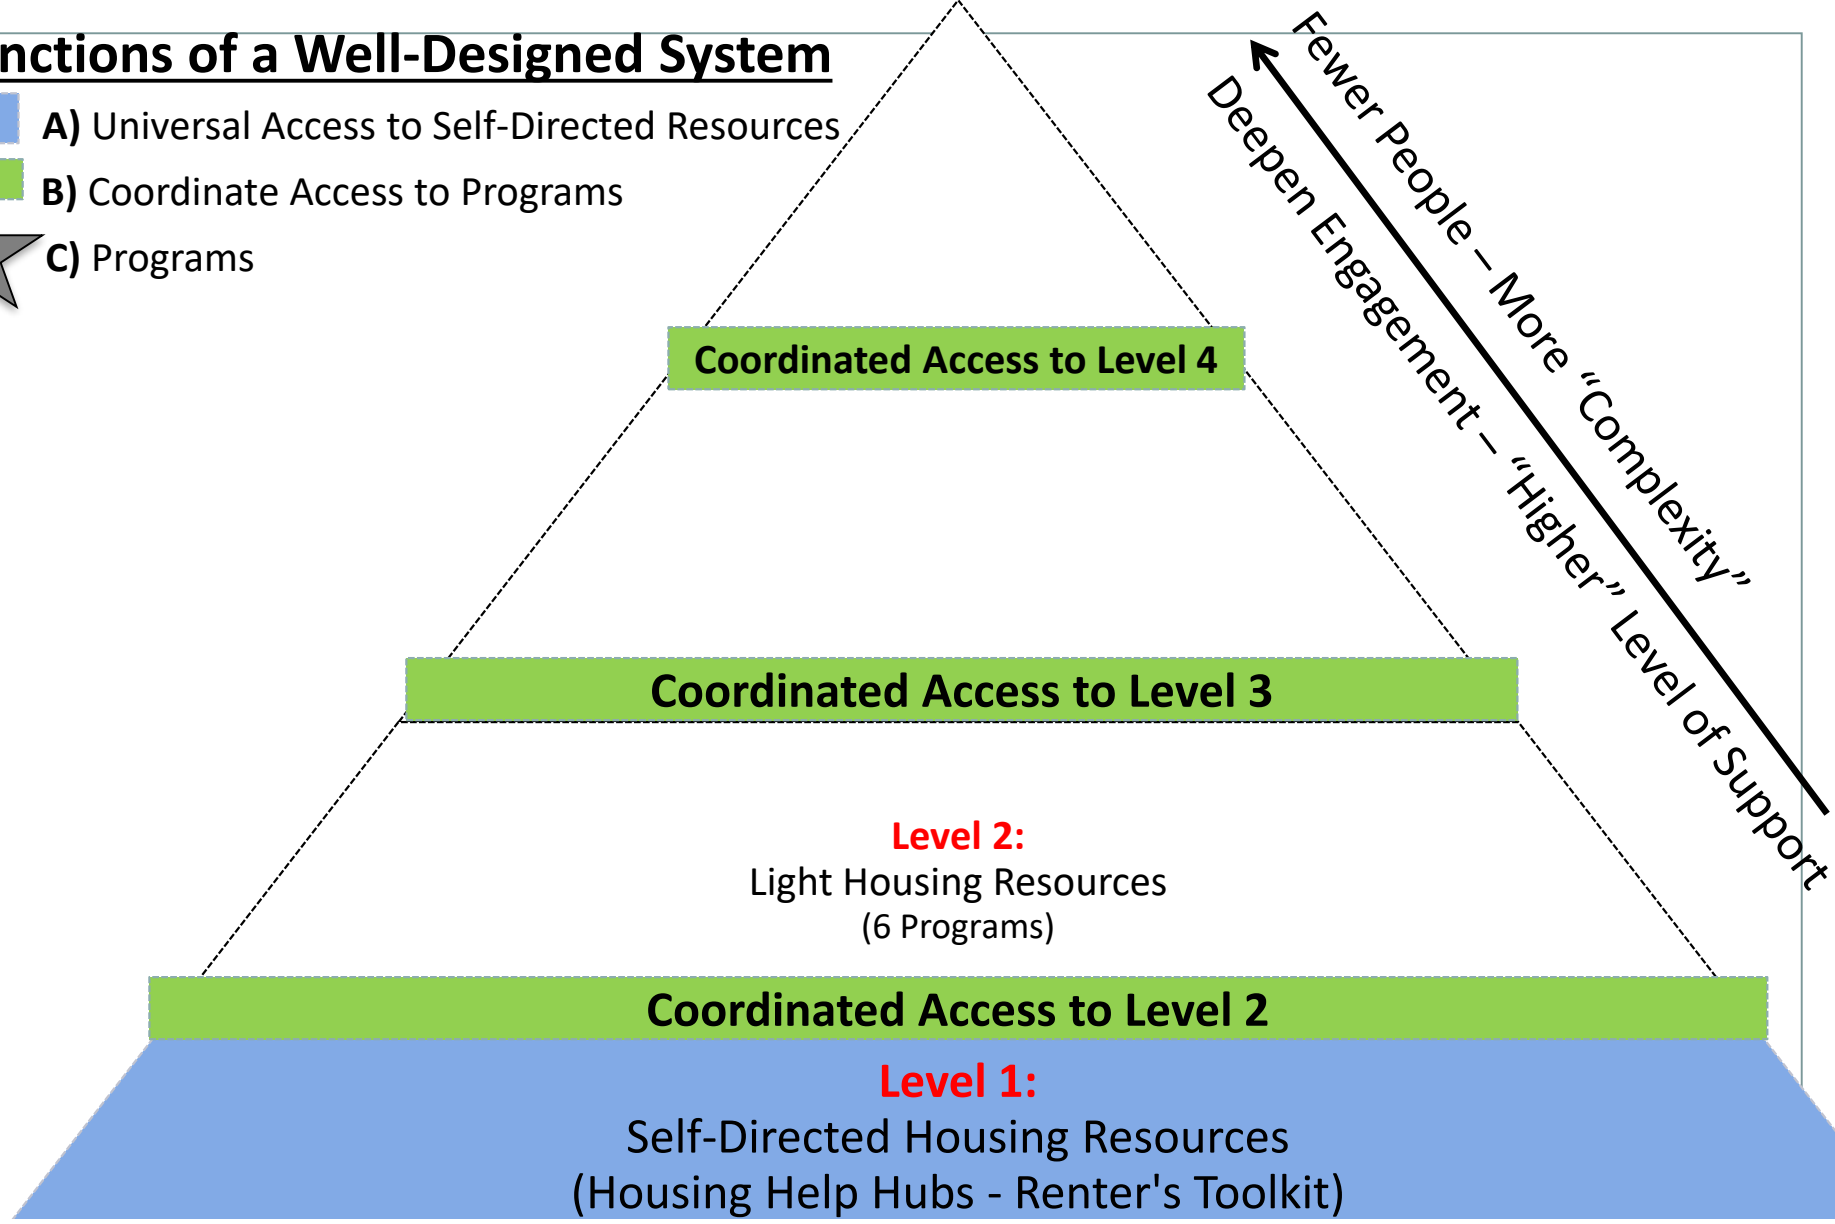 nctions of a Well-Designed System
A) Universal Access to Self-Directed Resources
B) Coordinate Access to Programs
C) Programs
Fewer People – More “Complexity”
Deepen Engagement – “Higher” Level of Support
Coordinated Access to Level 4
Coordinated Access to Level 3
Level 2:
Light Housing Resources
(6 Programs)
Coordinated Access to Level 2
Level 1:
Self-Directed Housing Resources
(Housing Help Hubs - Renter's Toolkit)